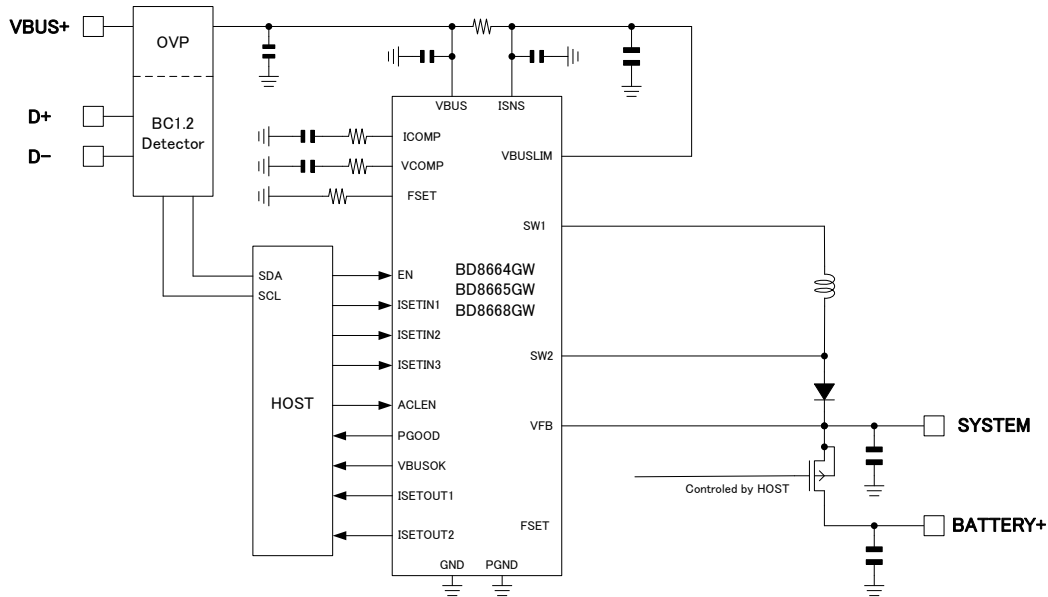 VBUS+
OVP
D+
D-
BC1.2
Detector
VBUS
ISNS
ICOMP
VCOMP
FSET
VBUSLIM
SW1
SDA
SCL
HOST
EN
ISETIN1
ISETIN2
ISETIN3
ACLEN
PGOOD
VBUSOK
ISETOUT1
ISETOUT2
BD8664GW
BD8665GW
BD8668GW
SW2
VFB
SYSTEM
Controled by HOST
FSET
BATTERY+
GND
PGND